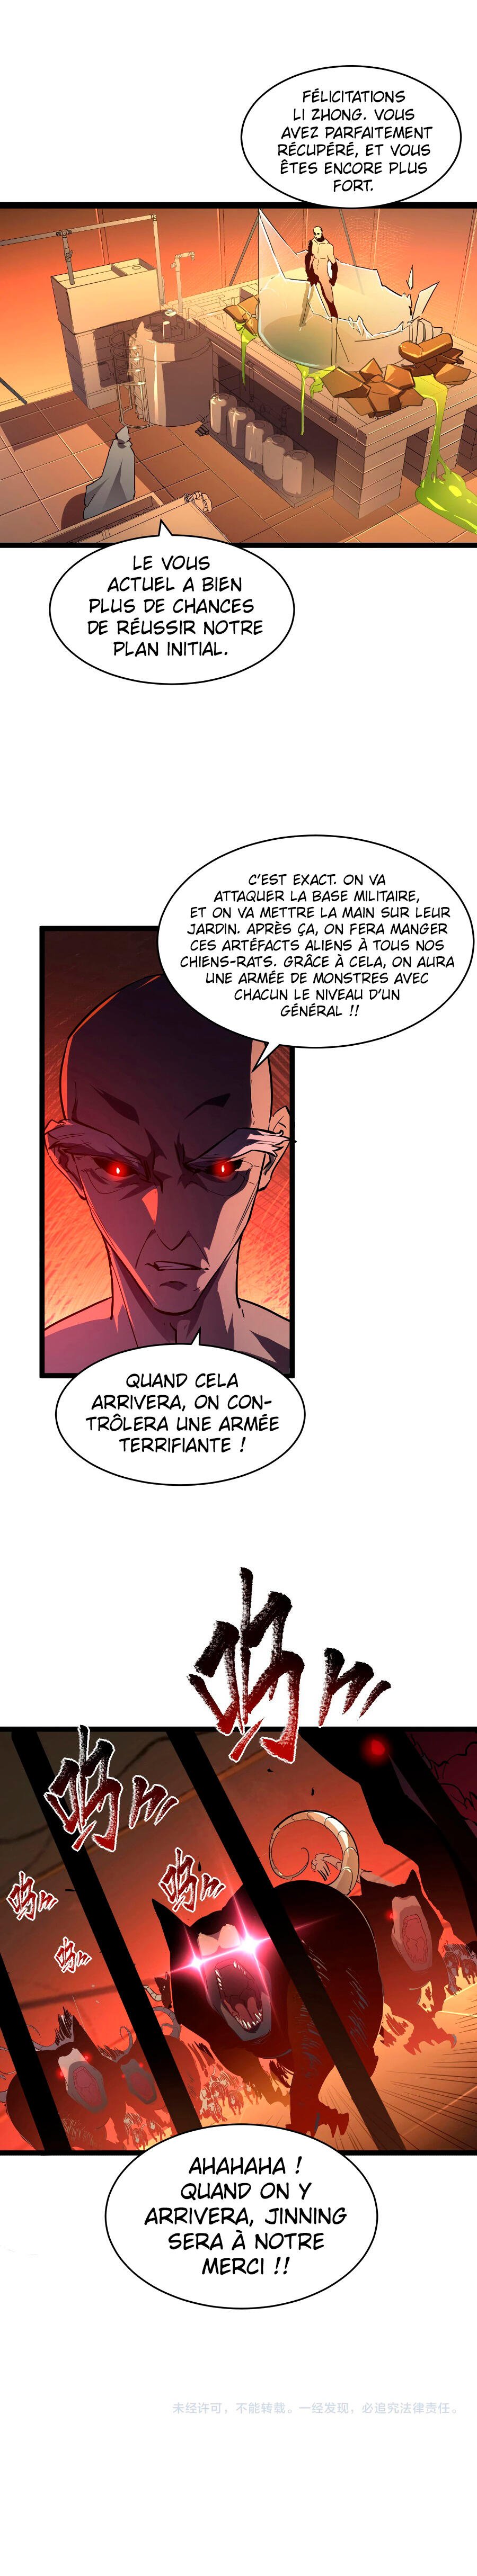 FÉLICITATIONS
LI ZHONG. VOUS
AVEZ PARFAITEMENT
RÉCUPÉRÉ, ET VOUS
ÊTES ENCORE PLUS
FORT.
LE VOUS
ACTUEL A BIEN
PLUS DE CHANCES
DE RÉUSSIR NOTRE
PLAN INITIAL.
C'EST EXACT. ON VA
ATTAQUER LA BASE MILITAIRE,
ET ON VA METTRE LA MAIN SUR LEUR
JARDIN. APRÈS ÇA, ON FERA MANGER
CES ARTÉFACTS ALIENS À TOUS NOS
CHIENS-RATS. GRÂCE À CELA, ON AURA
UNE ARMÉE DE MONSTRES AVEC
CHACUN LE NIVEAU D'UN
GÉNÉRAL !!
QUAND CELA
ARRIVERA, ON CON-
TRÔLERA UNE ARMÉE
TERRIFIANTE !
呜
呜
呜
呜
呜
AHAHAHA !
QUAND ON Y
ARRIVERA, JINNING
SERA À NOTRE
MERCI !!
未经许可，不能转载。一经发现，必追究法律责任。